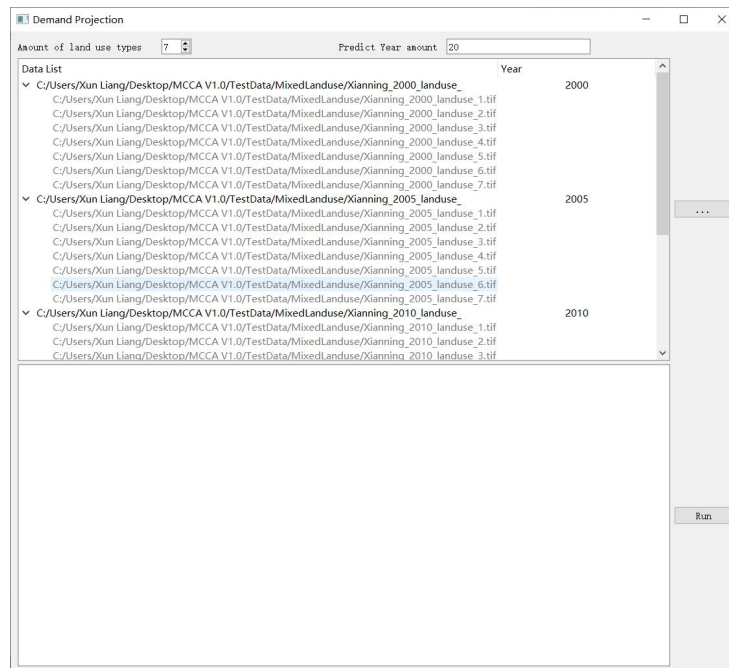 Demand Projection
Amount of land use types 7 Predict Year amount 20
Data List Year
C:/Users/Xun Liang/Desktop/MCCA V1.0/TestData/MixedLanduse/Xianning_2000_landuse_ 2000
C:/Users/Xun Liang/Desktop/MCCA V1.0/TestData/MixedLanduse/Xianning_2000_landuse_1.tif
C:/Users/Xun Liang/Desktop/MCCA V1.0/TestData/MixedLanduse/Xianning_2000_landuse_2.tif
C:/Users/Xun Liang/Desktop/MCCA V1.0/TestData/MixedLanduse/Xianning_2000_landuse_3.tif
C:/Users/Xun Liang/Desktop/MCCA V1.0/TestData/MixedLanduse/Xianning_2000_landuse_4.tif
C:/Users/Xun Liang/Desktop/MCCA V1.0/TestData/MixedLanduse/Xianning_2000_landuse_5.tif
C:/Users/Xun Liang/Desktop/MCCA V1.0/TestData/MixedLanduse/Xianning_2000_landuse_6.tif
C:/Users/Xun Liang/Desktop/MCCA V1.0/TestData/MixedLanduse/Xianning_2000_landuse_7.tif
C:/Users/Xun Liang/Desktop/MCCA V1.0/TestData/MixedLanduse/Xianning_2005_landuse_ 2005
C:/Users/Xun Liang/Desktop/MCCA V1.0/TestData/MixedLanduse/Xianning_2005_landuse_1.tif
C:/Users/Xun Liang/Desktop/MCCA V1.0/TestData/MixedLanduse/Xianning_2005_landuse_2.tif
C:/Users/Xun Liang/Desktop/MCCA V1.0/TestData/MixedLanduse/Xianning_2005_landuse_3.tif
C:/Users/Xun Liang/Desktop/MCCA V1.0/TestData/MixedLanduse/Xianning_2005_landuse_4.tif
C:/Users/Xun Liang/Desktop/MCCA V1.0/TestData/MixedLanduse/Xianning_2005_landuse_5.tif
C:/Users/Xun Liang/Desktop/MCCA V1.0/TestData/MixedLanduse/Xianning_2005_landuse_6.tif
C:/Users/Xun Liang/Desktop/MCCA V1.0/TestData/MixedLanduse/Xianning_2005_landuse_7.tif
...
C:/Users/Xun Liang/Desktop/MCCA V1.0/TestData/MixedLanduse/Xianning_2010_landuse_ 2010
C:/Users/Xun Liang/Desktop/MCCA V1.0/TestData/MixedLanduse/Xianning_2010_landuse_1.tif
C:/Users/Xun Liang/Desktop/MCCA V1.0/TestData/MixedLanduse/Xianning_2010_landuse_2.tif
C:/Users/Xun Liang/Desktop/MCCA V1.0/TestData/MixedLanduse/Xianning_2010_landuse_3.tif
Run